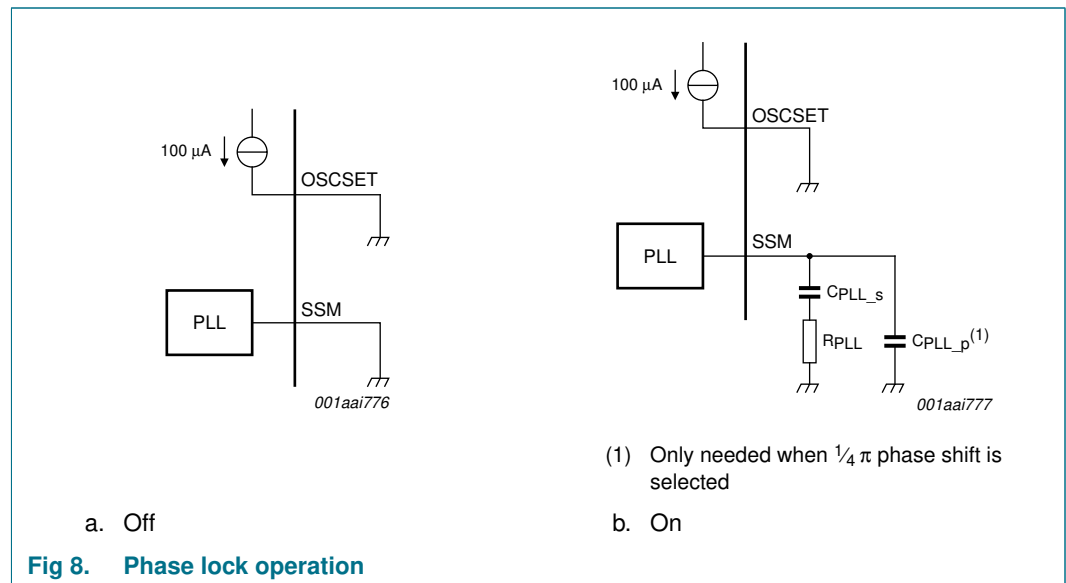 100 µA
OSCSET
PLL
SSM
001aai776
a. Off
100 µA
OSCSET
PLL
SSM
CPLL_s
RPLL
CPLL_p(1)
001aai777
(1) Only needed when 1⁄4 π phase shift is
selected
b. On
Fig 8. Phase lock operation